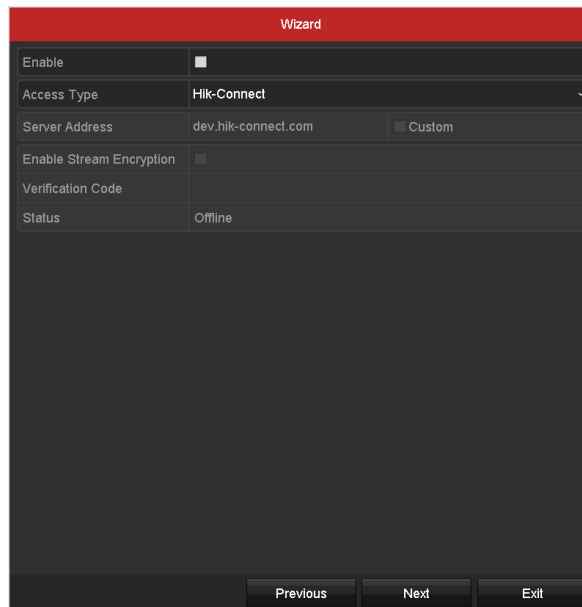 Wizard
Enable
Access Type Hik-Connect
Server Address dev.hik-connect.com Custom
Enable Stream Encryption
Verification Code
Status Offline
Previous Next Exit